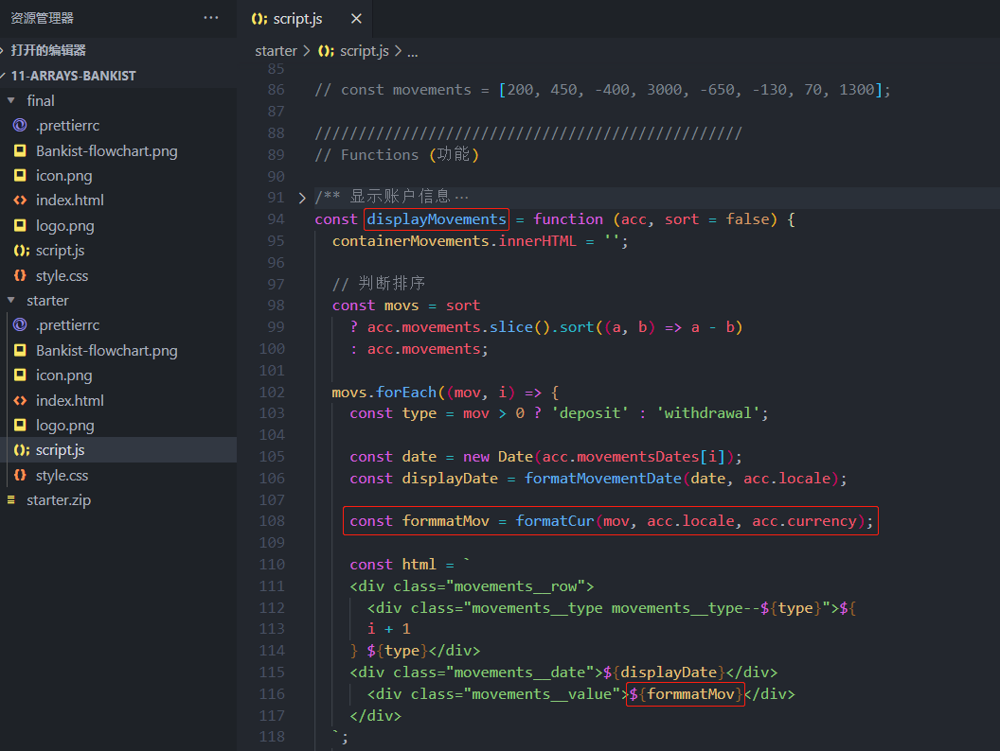 资源管理器 ...
打开的编辑器
11-ARRAYS-BANKIST
final
.prettierrc
Bankist-flowchart.png
icon.png
index.html
logo.png
script.js
style.css
starter
.prettierrc
Bankist-flowchart.png
icon.png
index.html
logo.png
script.js
style.css
starter.zip
script.js ×
starter > script.js > ...
85
86 // const movements = [200, 450, -400, 3000, -650, -130, 70, 1300];
87
88 /////////////////////////////////////////////////
89 // Functions (功能)
90
91 /** 显示账户信息 ...
94 const displayMovements = function (acc, sort = false) {
95 containerMovements.innerHTML = '';
96
97 // 判断排序
98 const movs = sort
99 ? acc.movements.slice().sort((a, b) => a - b)
100 : acc.movements;
101
102 movs.forEach((mov, i) => {
103 const type = mov > 0 ? 'deposit' : 'withdrawal';
104
105 const date = new Date(acc.movementsDates[i]);
106 const displayDate = formatMovementDate(date, acc.locale);
107
108 const formmatMov = formatCur(mov, acc.locale, acc.currency);
109
110 const html = `
111 <div class="movements__row">
112 <div class="movements__type movements__type--${type}">${
113 i + 1
114 } ${type}</div>
115 <div class="movements__date">${displayDate}</div>
116 <div class="movements__value">${formmatMov}</div>
117 </div>
118 `;